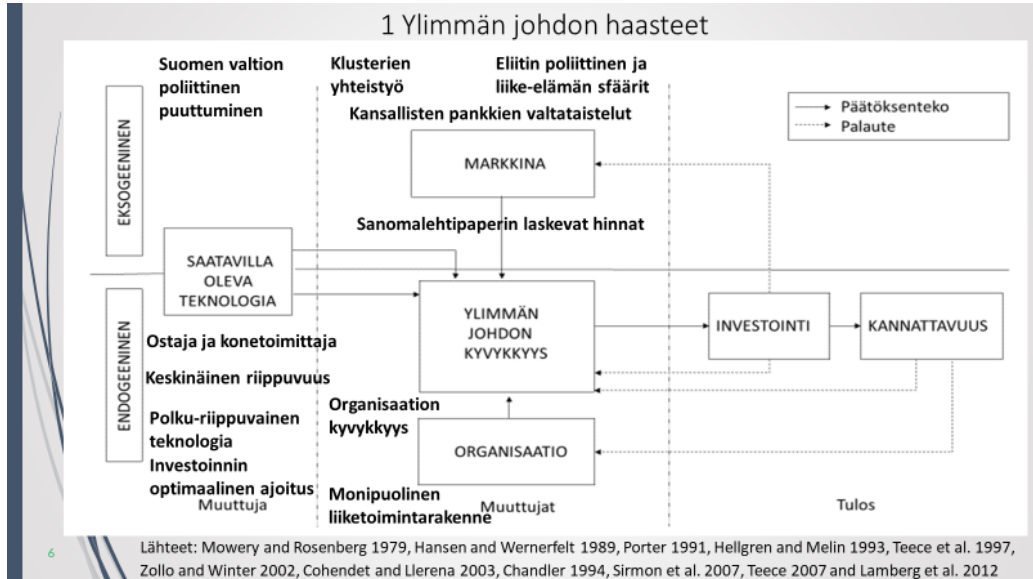 1 Ylimmän johdon haasteet
Suomen valtion
poliittinen
puuttuminen
Klusterien
yhteistyö
Eliitin poliittinen ja
liike-elämän sfäärit
Kansallisten pankkien valtataistelut
Päätöksenteko
Palaute
EKSOGEENINEN
MARKKINA
Sanomalehtipaperin laskevat hinnat
SAATAVILLA
OLEVA
TEKNOLOGIA
YLIMMÄN
JOHDON
KYVYKKYYS
INVESTOINTI
KANNATTAVUUS
ENDOGEENINEN
Ostaja ja konetoimittaja
Keskinäinen riippuvuus
Polku-riippuvainen
teknologia
Investoinnin
optimaalinen ajoitus
Muuttuja
Organisaation
kyvykkyys
ORGANISAATIO
Monipuolinen
liiketoimintarakenne
Muuttujat
Tulos
6
Lähteet: Mowery and Rosenberg 1979, Hansen and Wernerfelt 1989, Porter 1991, Hellgren and Melin 1993, Teece et al. 1997,
Zollo and Winter 2002, Cohendet and Llerena 2003, Chandler 1994, Sirmon et al. 2007, Teece 2007 and Lamberg et al. 2012